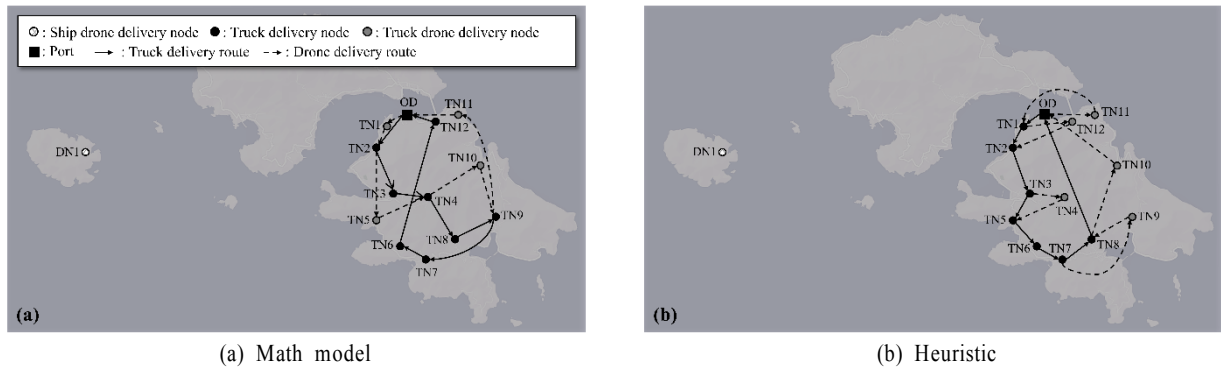 : Ship drone delivery node : Truck delivery node : Truck drone delivery node
: Port : Truck delivery route : Drone delivery route
OD
TN11
TN1
TN12
TN2
TN10
DN1
TN3
TN4
TN5
TN9
TN8
TN6
TN7
(a)
OD
TN11
TN1
TN12
TN2
DN1
TN10
TN3
TN4
TN9
TN5
TN8
TN6
TN7
(b)
(a) Math model
(b) Heuristic